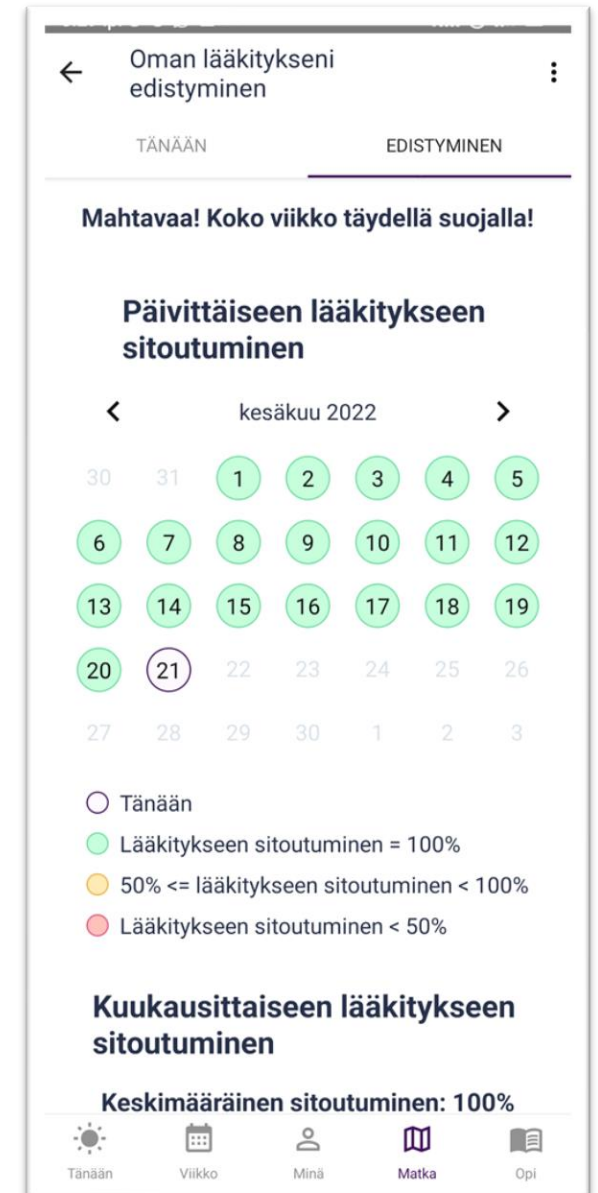 Oman lääkitykseni
edistyminen
TÄNÄÄN EDISTYMINEN
Mahtavaa! Koko viikko täydellä suojalla!
Päivittäiseen lääkitykseen
sitoutuminen
kesäkuu 2022
30 31 1 2 3 4 5
6 7 8 9 10 11 12
13 14 15 16 17 18 19
20 21 22 23 24 25 26
27 28 29 30 1 2 3
Tänään
Lääkitykseen sitoutuminen = 100%
50% <= lääkitykseen sitoutuminen < 100%
Lääkitykseen sitoutuminen < 50%
Kuukausittaiseen lääkitykseen
sitoutuminen
Keskimääräinen sitoutuminen: 100%
Tänään Viikko Minä Matka Opi